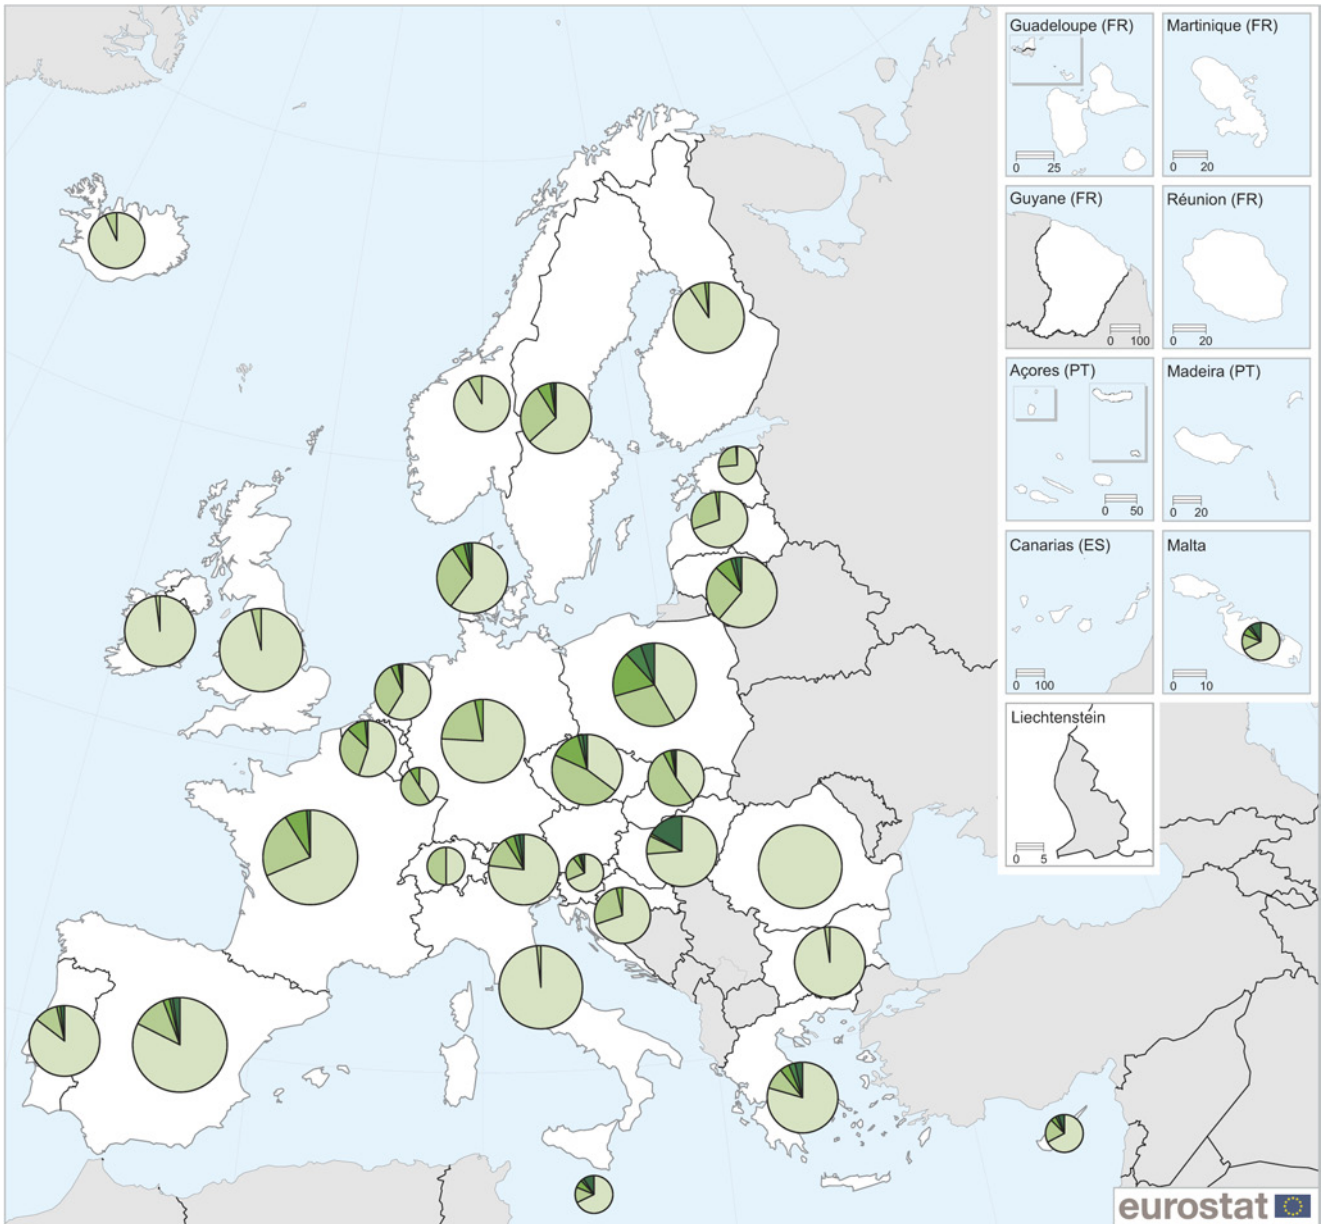 Guadeloupe (FR)
0 25
Martinique (FR)
0 20
Guyane (FR)
0 100
Réunion (FR)
0 20
Açores (PT)
0 50
Madeira (PT)
0 20
Canarias (ES)
0 100
Malta
0 10
Liechtenstein
0 5
eurostat